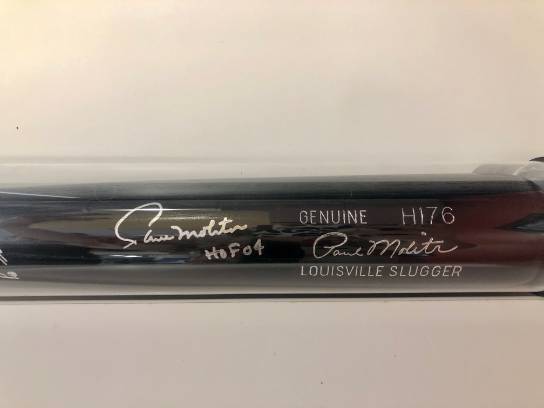 Paul Molitor
HOF 04
GENUINE H176
Paul Molitor
LOUISVILLE SLUGGER